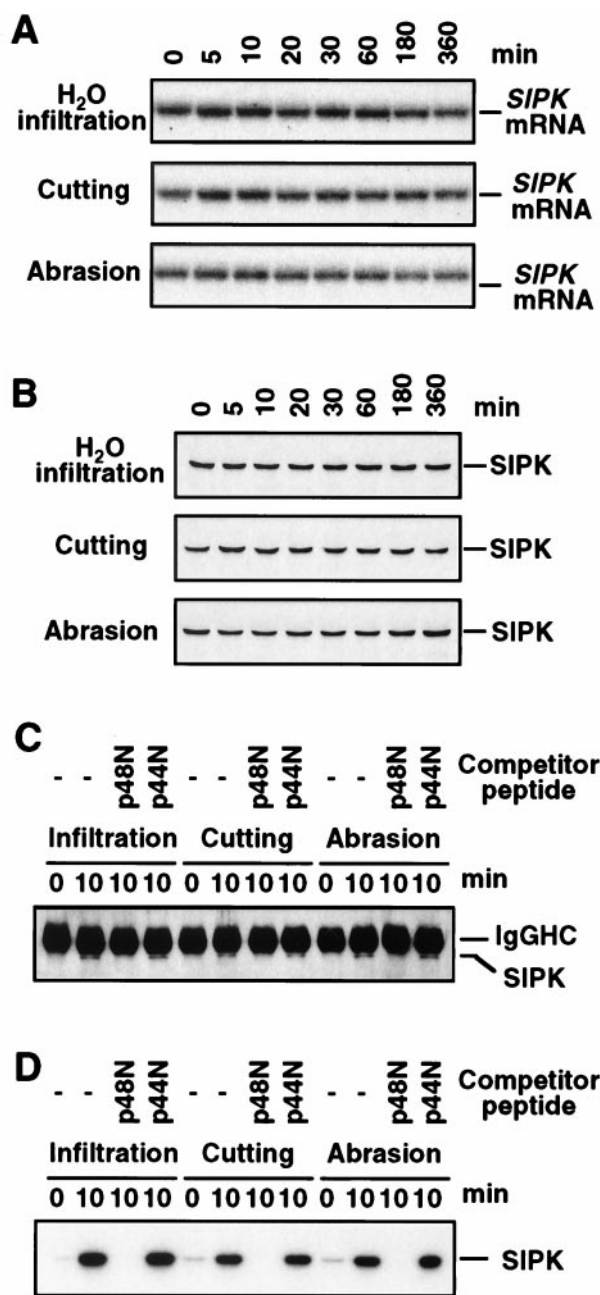 A
0 5 10 20 30 60 180 360 min
H2O
infiltration
SIPK
mRNA
Cutting
SIPK
mRNA
Abrasion
SIPK
mRNA
B
0 5 10 20 30 60 180 360 min
H2O
infiltration
SIPK
Cutting
SIPK
Abrasion
SIPK
C
- - p48N p44N - - p48N p44N - - p48N p44N Competitor
peptide
Infiltration Cutting Abrasion
0 10 10 10 0 10 10 10 0 10 10 10 min
IgGHC
SIPK
D
- - p48N p44N - - p48N p44N - - p48N p44N Competitor
peptide
Infiltration Cutting Abrasion
0 10 10 10 0 10 10 10 0 10 10 10 min
SIPK